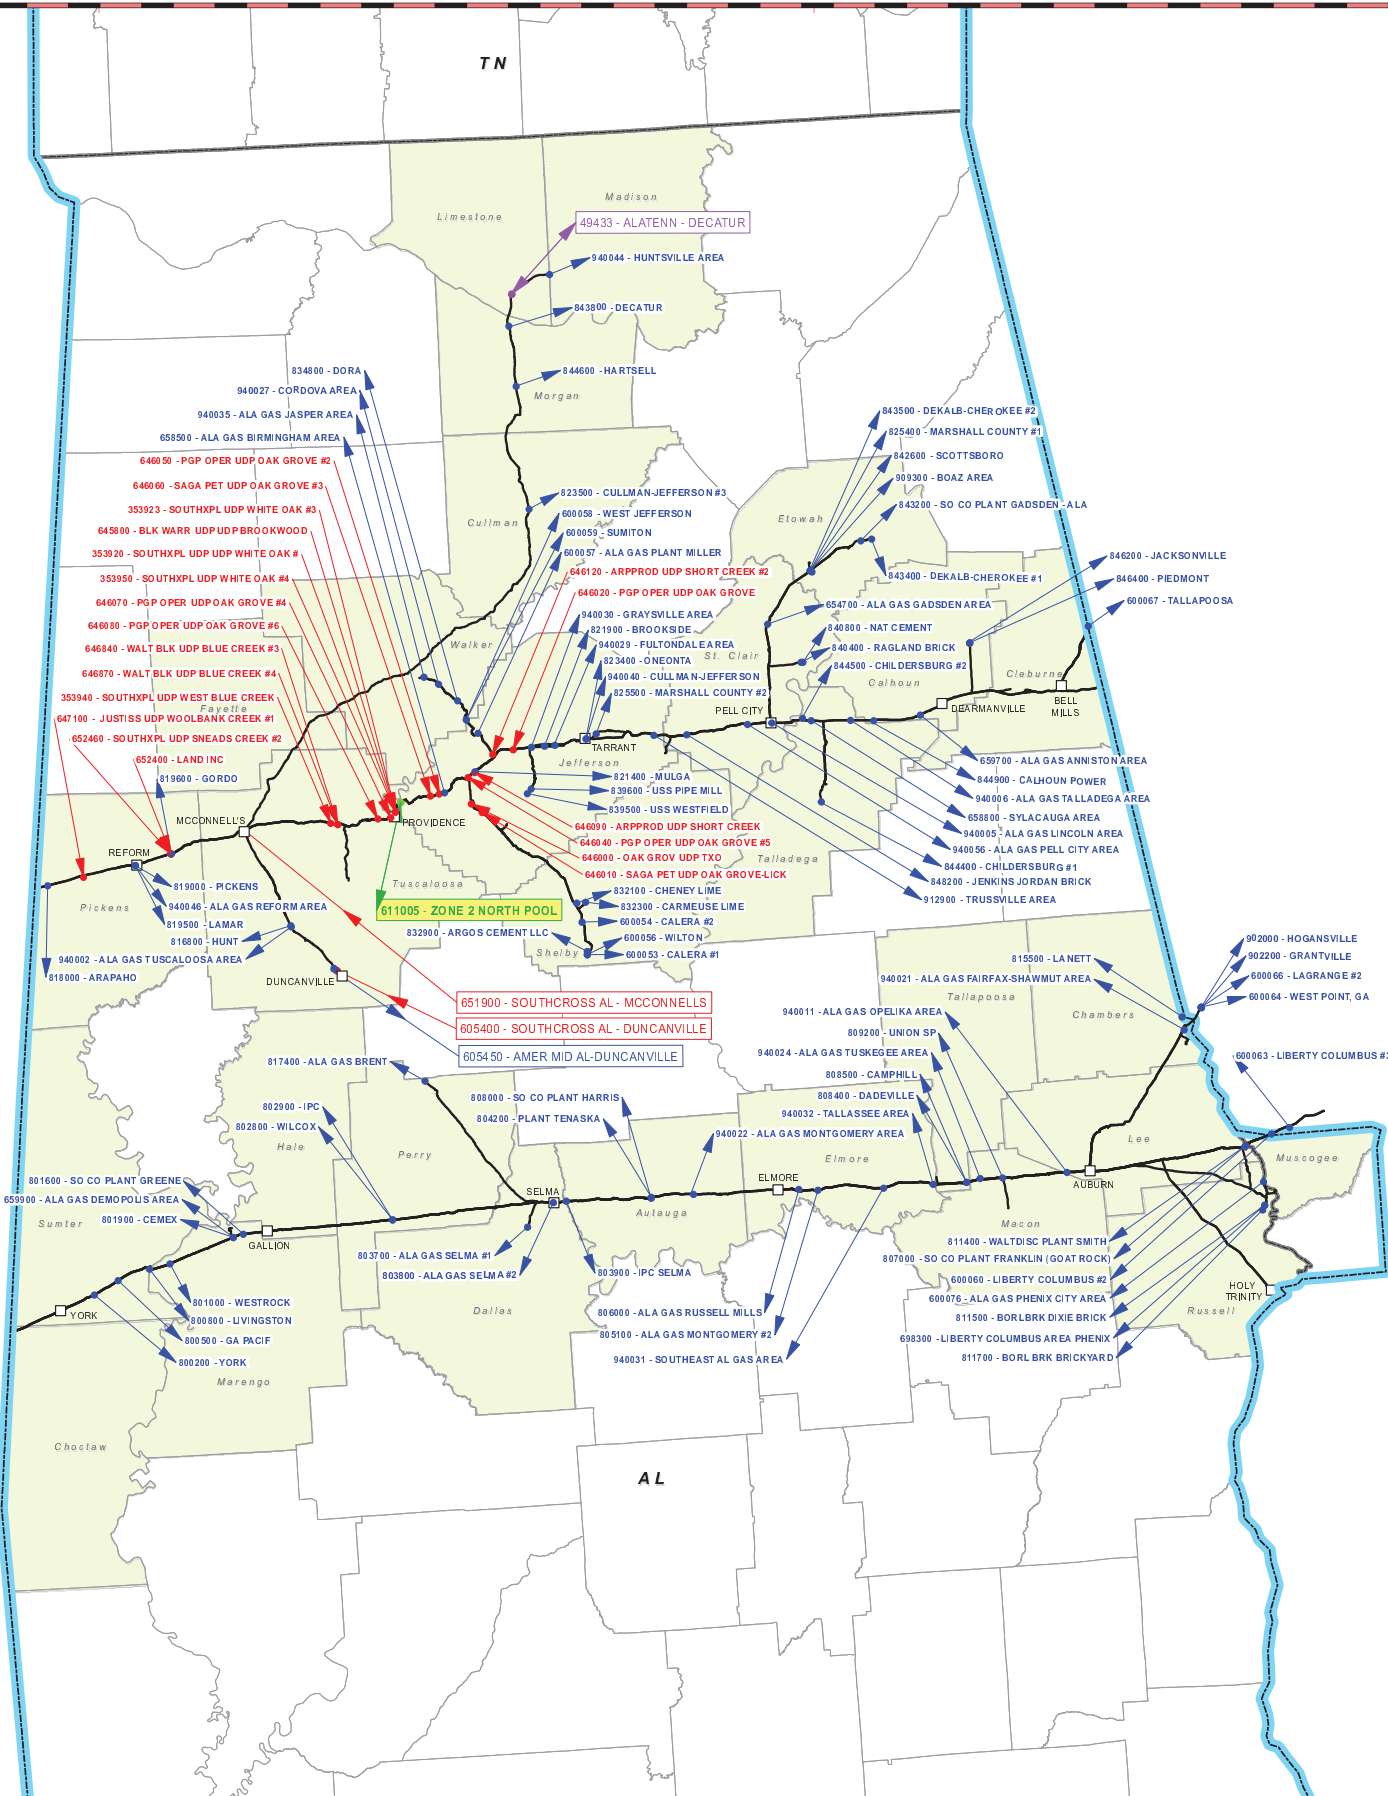 TN
Madison
Limestone
49433 - ALATENN - DECATUR
940044 - HUNTSVILLE AREA
843800 - DECATUR
834800 - DORA
844600 - HARTSELL
940027 - CORDOVA AREA
Morgan
940035 - ALA GAS JASPER AREA
843500 - DEKALB-CHEROKEE #2
658500 - ALA GAS BIRMINGHAM AREA
825400 - MARSHALL COUNTY #1
646050 - PGP OPER UDP OAK GROVE #2
842600 - SCOTTSBORO
646060 - SAGA PET UDP OAK GROVE #3
909300 - BOAZ AREA
823500 - CULLMAN-JEFFERSON #3
353923 - SOUTHXPL UDP WHITE OAK #3
600058 - WEST JEFFERSON
843200 - SO CO PLANT GADSDEN - ALA
Cullman
Etowah
645800 - BLK WARR UDP UDP BROOKWOOD
600059 - SUMITON
353920 - SOUTHXPL UDP UDP WHITE OAK #
600057 - ALA GAS PLANT MILLER
846200 - JACKSONVILLE
353950 - SOUTHXPL UDP WHITE OAK #4
646120 - ARPPROD UDP SHORT CREEK #2
843400 - DEKALB-CHEROKEE #1
846400 - PIEDMONT
646070 - PGP OPER UDP OAK GROVE #4
646020 - PGP OPER UDP OAK GROVE
654700 - ALA GAS GADSDEN AREA
600067 - TALLAPOOSA
646080 - PGP OPER UDP OAK GROVE #6
940030 - GRAYSVILLE AREA
821900 - BROOKSIDE
840800 - NAT CEMENT
646840 - WALT BLK UDP BLUE CREEK #3
Walker
940029 - FULTONDALE AREA
St. Clair
840400 - RAGLAND BRICK
823400 - ONEONTA
844500 - CHILDERSBURG #2
646870 - WALT BLK UDP BLUE CREEK #4
940040 - CULLMAN-JEFFERSON
Calhoun
Cleburne
353940 - SOUTHXPL UDP WEST BLUE CREEK
825500 - MARSHALL COUNTY #2
Fayette
PELL CITY
DEARMANVILLE
BELL
MILLS
647100 - JUSTISS UDP WOOLBANK CREEK #1
652460 - SOUTHXPL UDP SNEADS CREEK #2
TARRANT
652400 - LAND INC
Jefferson
659700 - ALA GAS ANNISTON AREA
819600 - GORDO
821400 - MULGA
844900 - CALHOUN POWER
839600 - USS PIPE MILL
940006 - ALA GAS TALLADEGA AREA
839500 - USS WESTFIELD
658800 - SYLACAUGA AREA
MCCONNELL'S
PROVIDENCE
646090 - ARPPROD UDP SHORT CREEK
940005 - ALA GAS LINCOLN AREA
646040 - PGP OPER UDP OAK GROVE #5
940056 - ALA GAS PELL CITY AREA
REFORM
646000 - OAK GROV UDP TXO
Talladega
844400 - CHILDERSBURG #1
646010 - SAGA PET UDP OAK GROVE-LICK
848200 - JENKINS JORDAN BRICK
819000 - PICKENS
Tuscaloosa
832100 - CHENEY LIME
912900 - TRUSSVILLE AREA
Pickens
940046 - ALA GAS REFORM AREA
611005 - ZONE 2 NORTH POOL
832300 - CARMEUSE LIME
819500 - LAMAR
600054 - CALERA #2
816800 - HUNT
832900 - ARGOS CEMENT LLC
600056 - WILTON
902000 - HOGANSVILLE
940002 - ALA GAS TUSCALOOSA AREA
Shelby
600053 - CALERA #1
815500 - LANETT
902200 - GRANTVILLE
818000 - ARAPAHO
DUNCANVILLE
940021 - ALA GAS FAIRFAX-SHAWMUT AREA
600066 - LAGRANGE #2
651900 - SOUTHCROSS AL - MCCONNELLS
Tallapoosa
600064 - WEST POINT, GA
940011 - ALA GAS OPELIKA AREA
Chambers
605400 - SOUTHCROSS AL - DUNCANVILLE
809200 - UNION SP
605450 - AMER MID AL-DUNCANVILLE
940024 - ALA GAS TUSKEGEE AREA
600063 - LIBERTY COLUMBUS #3
817400 - ALA GAS BRENT
808500 - CAMPHILL
808000 - SO CO PLANT HARRIS
808400 - DADEVILLE
802900 - IPC
804200 - PLANT TENASKA
940032 - TALLASSEE AREA
802800 - WILCOX
940022 - ALA GAS MONTGOMERY AREA
Lee
Hale
Perry
Elmore
Muscogee
801600 - SO CO PLANT GREENE
ELMORE
AUBURN
659900 - ALA GAS DEMOPOLIS AREA
SELMA
Autauga
801900 - CEMEX
Sumter
Macon
GALLION
811400 - WALTDISC PLANT SMITH
803700 - ALA GAS SELMA #1
807000 - SO CO PLANT FRANKLIN (GOAT ROCK)
803800 - ALA GAS SELMA #2
803900 - IPC SELMA
600060 - LIBERTY COLUMBUS #2
HOLY
TRINITY
801000 - WESTROCK
600076 - ALA GAS PHENIX CITY AREA
YORK
Dallas
806000 - ALA GAS RUSSELL MILLS
Russell
800800 - LIVINGSTON
811500 - BORLBRK DIXIE BRICK
800500 - GA PACIF
805100 - ALA GAS MONTGOMERY #2
698300 - LIBERTY COLUMBUS AREA PHENIX
800200 - YORK
940031 - SOUTHEAST AL GAS AREA
811700 - BORL BRK BRICKYARD
Marengo
Choctaw
AL